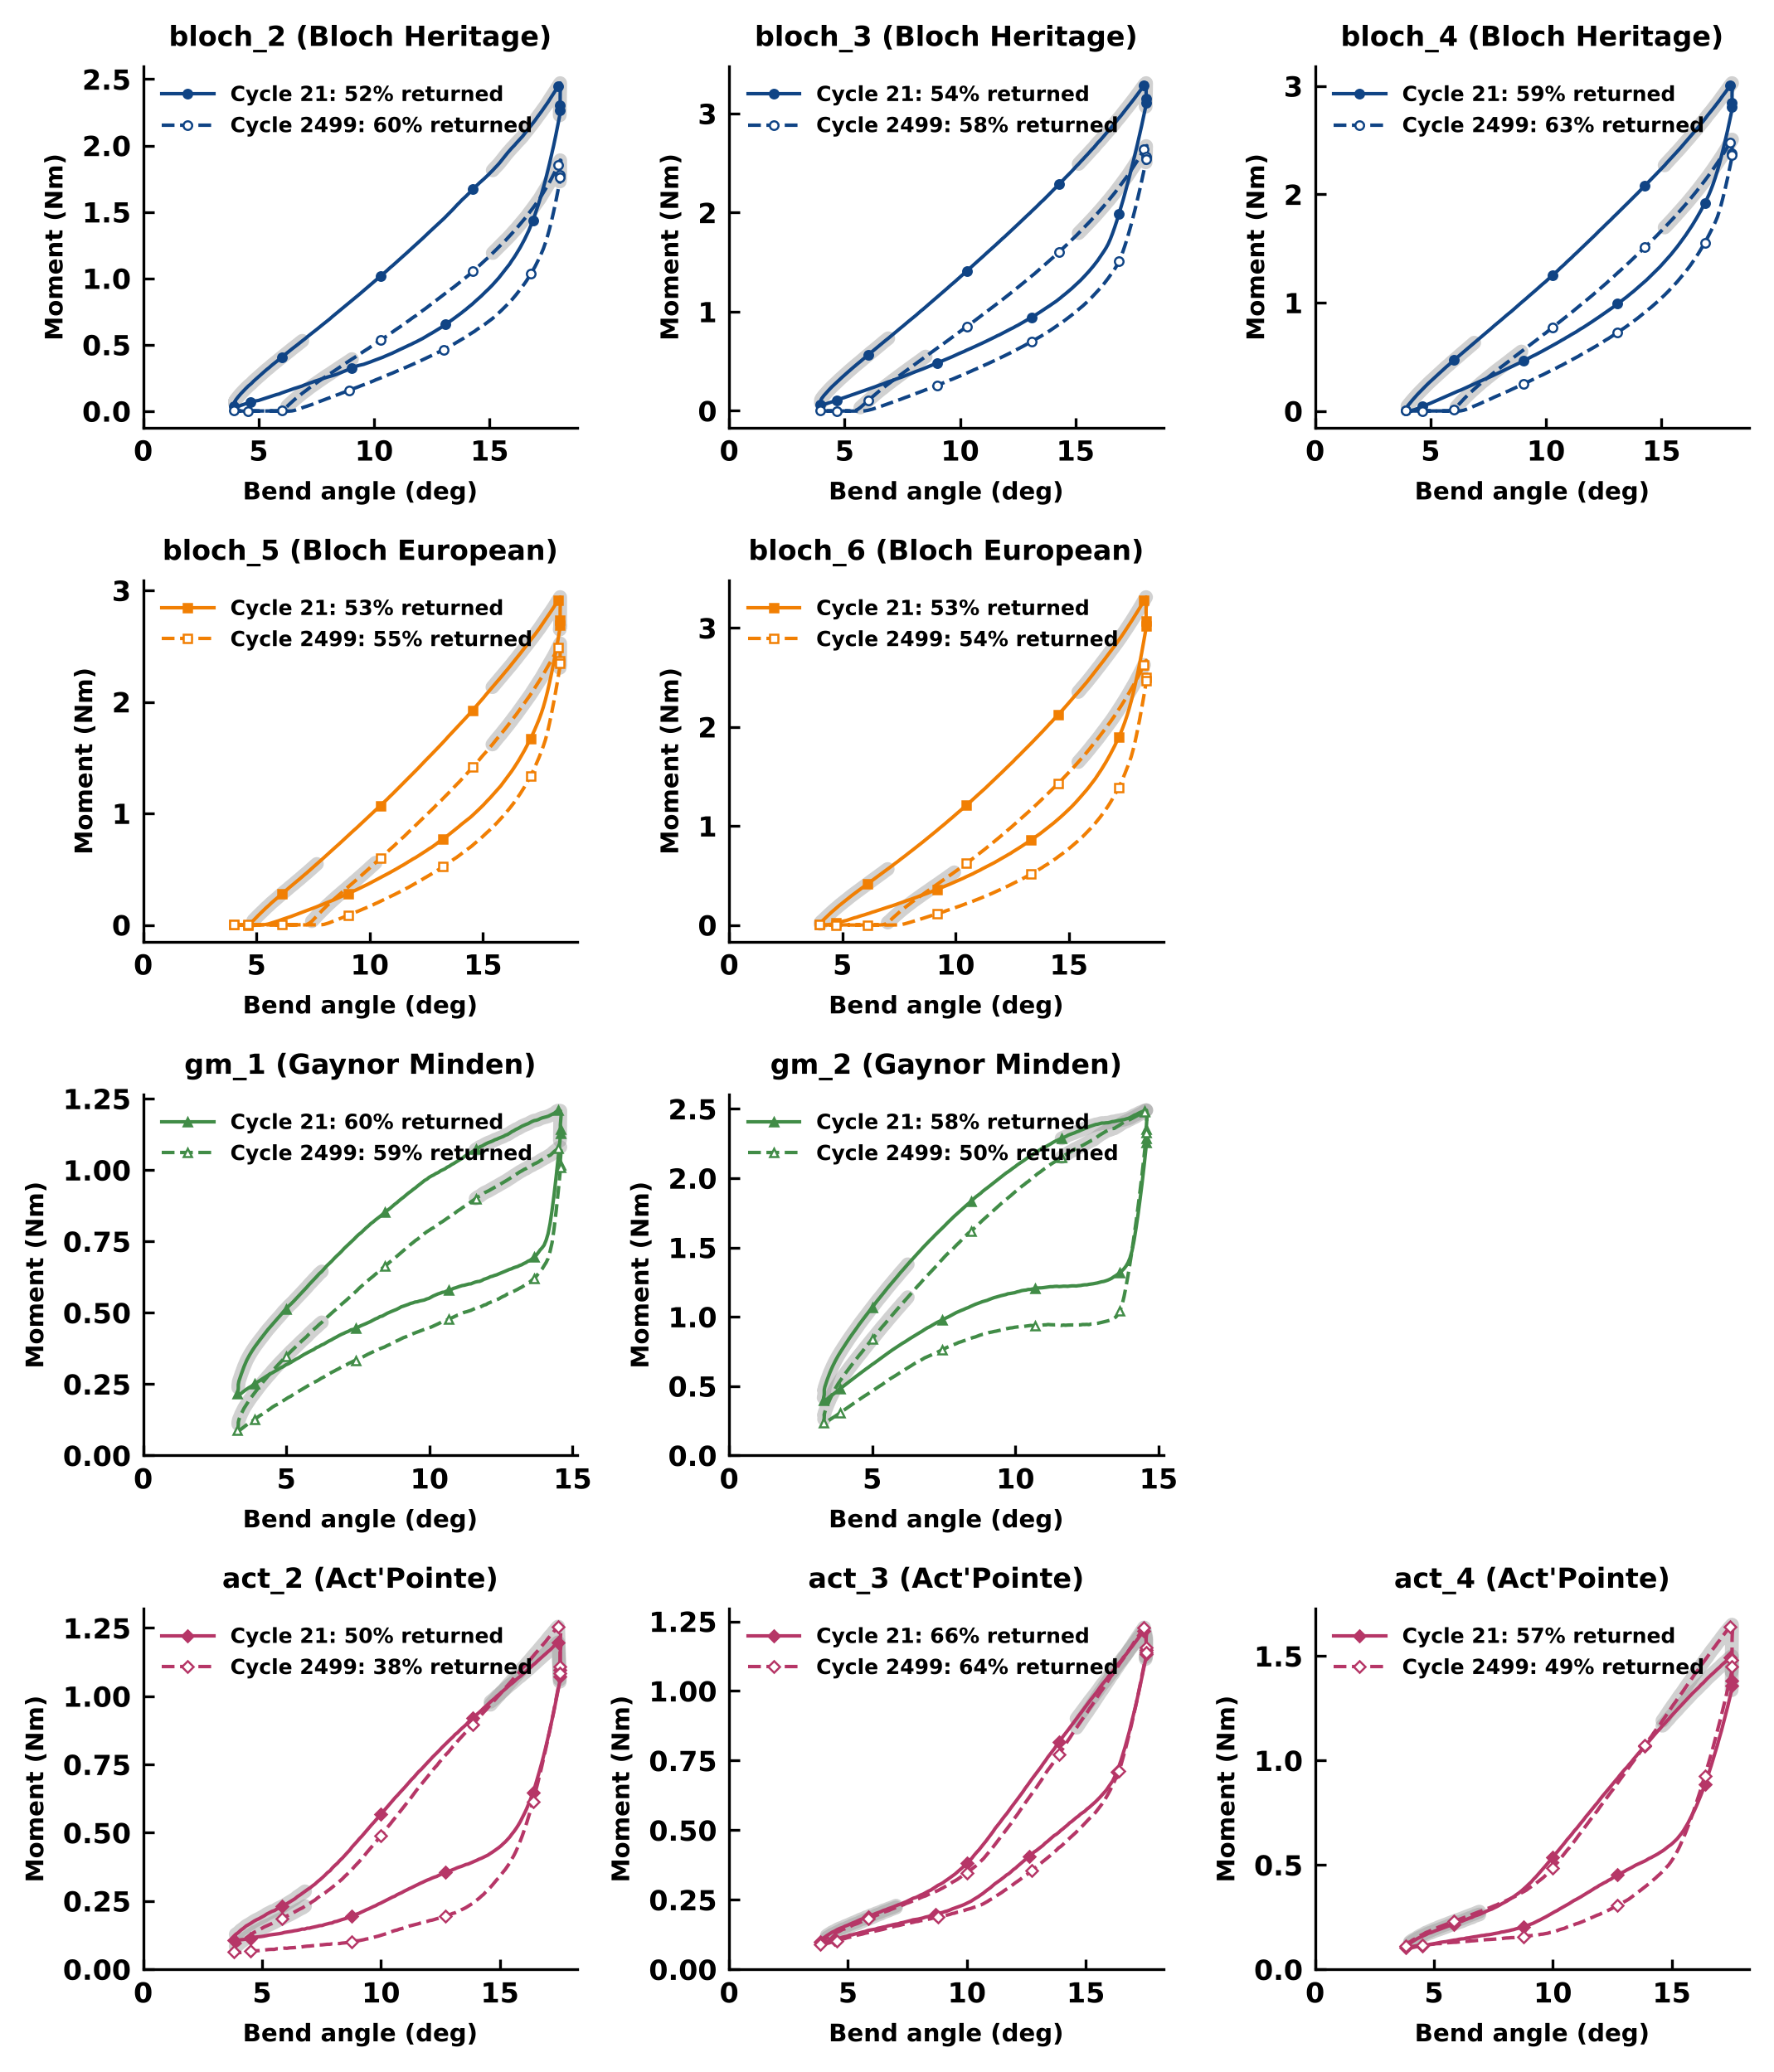 bloch_2 (Bloch Heritage)
Cycle 21: 52% returned
Cycle 2499: 60% returned
Moment (Nm)
2.5
2.0
1.5
1.0
0.5
0.0
0 5 10 15
Bend angle (deg)
bloch_3 (Bloch Heritage)
Cycle 21: 54% returned
Cycle 2499: 58% returned
Moment (Nm)
3
2
1
0
0 5 10 15
Bend angle (deg)
bloch_4 (Bloch Heritage)
Cycle 21: 59% returned
Cycle 2499: 63% returned
Moment (Nm)
3
2
1
0
0 5 10 15
Bend angle (deg)
bloch_5 (Bloch European)
Cycle 21: 53% returned
Cycle 2499: 55% returned
Moment (Nm)
3
2
1
0
0 5 10 15
Bend angle (deg)
bloch_6 (Bloch European)
Cycle 21: 53% returned
Cycle 2499: 54% returned
Moment (Nm)
3
2
1
0
0 5 10 15
Bend angle (deg)
gm_1 (Gaynor Minden)
Cycle 21: 60% returned
Cycle 2499: 59% returned
Moment (Nm)
1.25
1.00
0.75
0.50
0.25
0.00
0 5 10 15
Bend angle (deg)
gm_2 (Gaynor Minden)
Cycle 21: 58% returned
Cycle 2499: 50% returned
Moment (Nm)
2.5
2.0
1.5
1.0
0.5
0.0
0 5 10 15
Bend angle (deg)
act_2 (Act'Pointe)
Cycle 21: 50% returned
Cycle 2499: 38% returned
Moment (Nm)
1.25
1.00
0.75
0.50
0.25
0.00
0 5 10 15
Bend angle (deg)
act_3 (Act'Pointe)
Cycle 21: 66% returned
Cycle 2499: 64% returned
Moment (Nm)
1.25
1.00
0.75
0.50
0.25
0.00
0 5 10 15
Bend angle (deg)
act_4 (Act'Pointe)
Cycle 21: 57% returned
Cycle 2499: 49% returned
Moment (Nm)
1.5
1.0
0.5
0.0
0 5 10 15
Bend angle (deg)